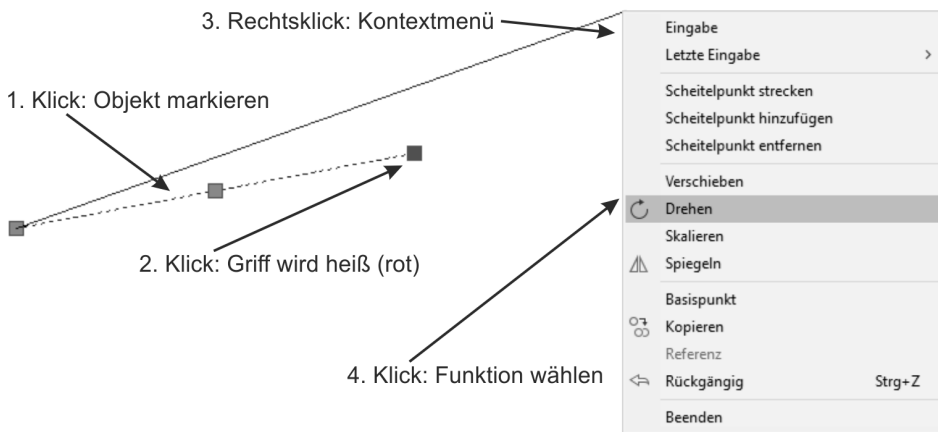 3. Rechtsklick: Kontextmenü
1. Klick: Objekt markieren
2. Klick: Griff wird heiß (rot)
4. Klick: Funktion wählen
Eingabe
Letzte Eingabe >
Scheitelpunkt strecken
Scheitelpunkt hinzufügen
Scheitelpunkt entfernen
Verschieben
Drehen
Skalieren
Spiegeln
Basispunkt
Kopieren
Referenz
Rückgängig Strg+Z
Beenden